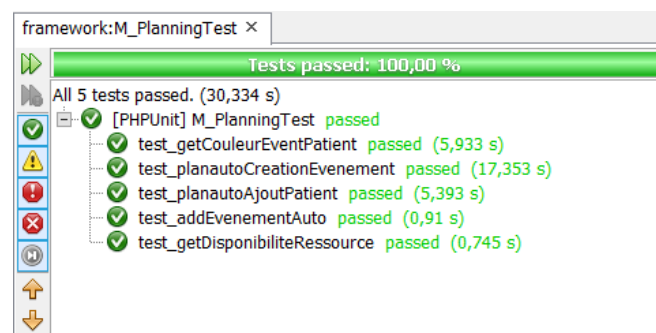 framework:M_PlanningTest ×
Tests passed: 100,00 %
All 5 tests passed. (30,334 s)
[PHPUnit] M_PlanningTest passed
test_getCouleurEventPatient passed (5,933 s)
test_planautoCreationEvenement passed (17,353 s)
test_planautoAjoutPatient passed (5,393 s)
test_addEvenementAuto passed (0,91 s)
test_getDisponibiliteRessource passed (0,745 s)